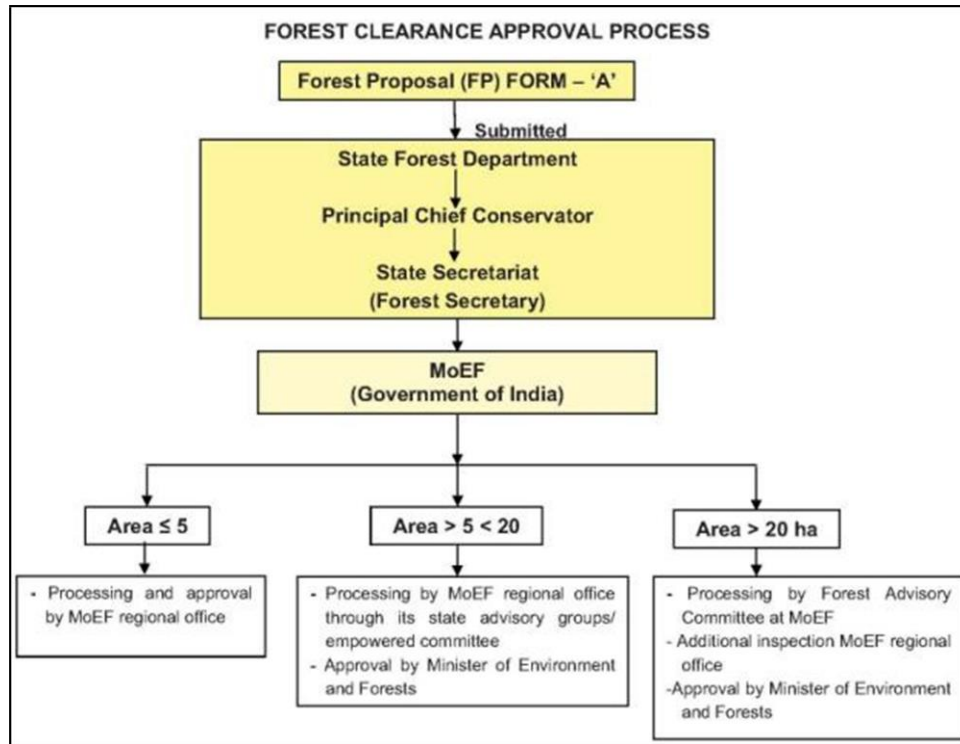 FOREST CLEARANCE APPROVAL PROCESS
Forest Proposal (FP) FORM – ‘A’
Submitted
State Forest Department
Principal Chief Conservator
State Secretariat
(Forest Secretary)
MoEF
(Government of India)
Area ≤ 5
- Processing and approval
by MoEF regional office
Area > 5 < 20
- Processing by MoEF regional office
through its state advisory groups/
empowered committee
- Approval by Minister of Environment
and Forests
Area > 20 ha
- Processing by Forest Advisory
Committee at MoEF
- Additional inspection MoEF regional
office
-Approval by Minister of Environment
and Forests